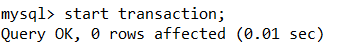 mysql> start transaction;
Query OK, 0 rows affected (0.01 sec)